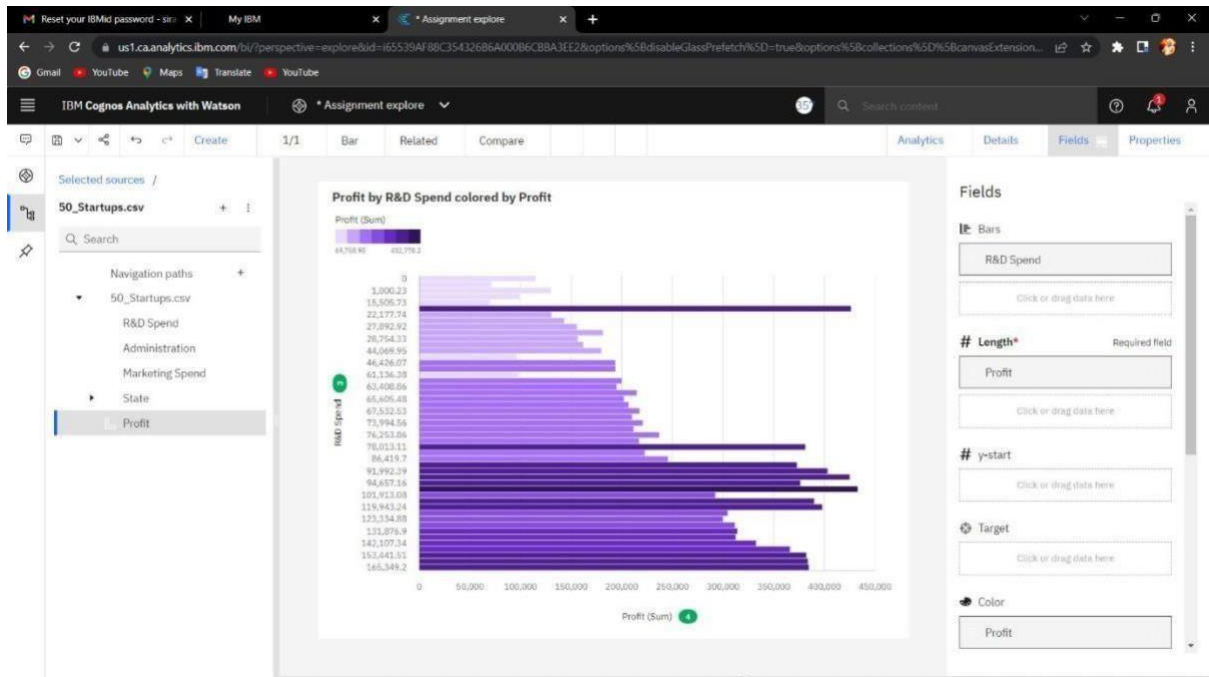 Reset your IBMid password - sir
My IBM
* Assignment explore
us1.ca.analytics.ibm.com/bi/?perspective=explore&id=i65539AF88C354326B6A000B6CBBA3EE2&options%5BdisableGlassPrefetch%5D=true&options%5Bcollections%5D%5BcanvasExtension...
Gmail YouTube Maps Translate YouTube
IBM Cognos Analytics with Watson
* Assignment explore
Search content
Create
1/1
Bar
Related
Compare
Analytics
Details
Fields
Properties
Selected sources /
50_Startups.csv
Search
Navigation paths
50_Startups.csv
R&D Spend
Administration
Marketing Spend
State
Profit
Profit by R&D Spend colored by Profit
Profit (Sum)
432,778.2
0
1,000.23
15,505.73
22,177.74
27,892.92
28,754.33
44,069.95
46,426.07
61,136.38
63,408.86
65,605.48
67,532.53
73,994.56
76,253.86
78,013.11
86,419.7
91,992.39
94,657.16
101,913.08
119,943.24
123,334.88
131,876.9
142,107.34
153,441.51
165,349.2
R&D Spend
3
0 50,000 100,000 150,000 200,000 250,000 300,000 350,000 400,000 450,000
Profit (Sum) 4
Fields
Bars
R&D Spend
Click or drag data here
# Length* Required field
Profit
Click or drag data here
# y-start
Click or drag data here
Target
Click or drag data here
Color
Profit